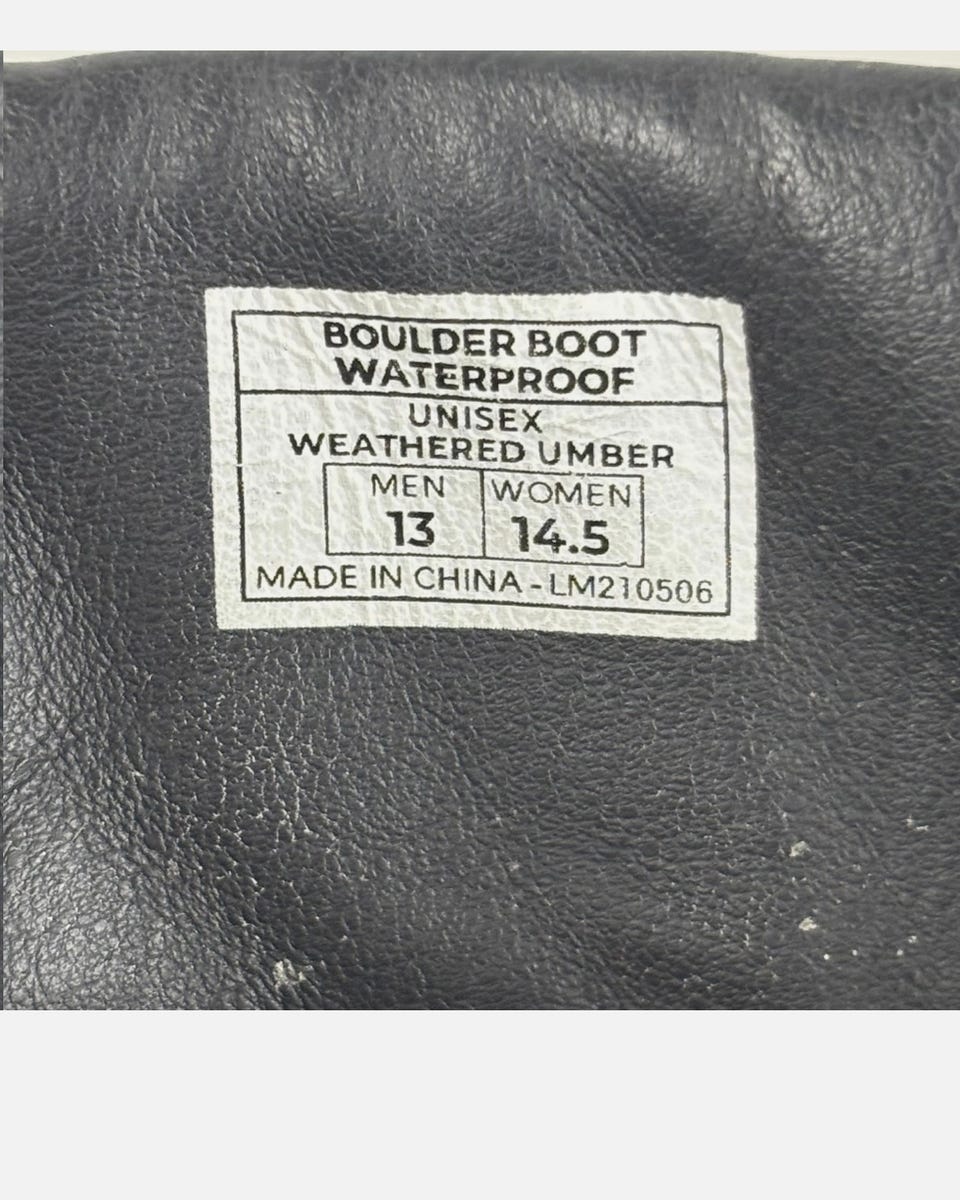 BOULDER BOOT
WATERPROOF
UNISEX
WEATHERED UMBER
MEN WOMEN
13 14.5
MADE IN CHINA - LM210506